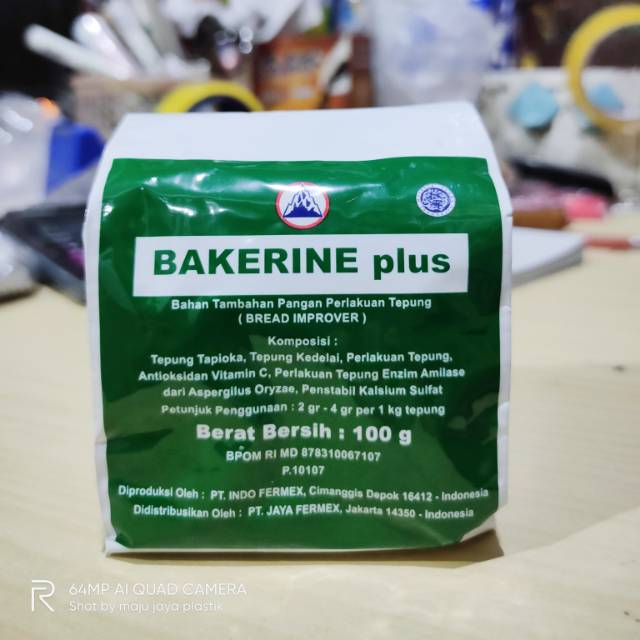 BAKERINE plus
Bahan Tambahan Pangan Perlakuan Tepung
( BREAD IMPROVER )
Komposisi :
Tepung Tapioka, Tepung Kedelai, Perlakuan Tepung,
Antioksidan Vitamin C, Perlakuan Tepung Enzim Amilase
dari Aspergilus Oryzae, Penstabil Kalsium Sulfat
Petunjuk Penggunaan : 2 gr - 4 gr per 1 kg tepung
Berat Bersih : 100 g
BPOM RI MD 878310067107
P.10107
Diproduksi Oleh : PT. INDO FERMEX, Cimanggis Depok 16412 - Indonesia
Didistribusikan Oleh : PT. JAYA FERMEX, Jakarta 14350 - Indonesia
R
64MP AI QUAD CAMERA
Shot by maju jaya plastik